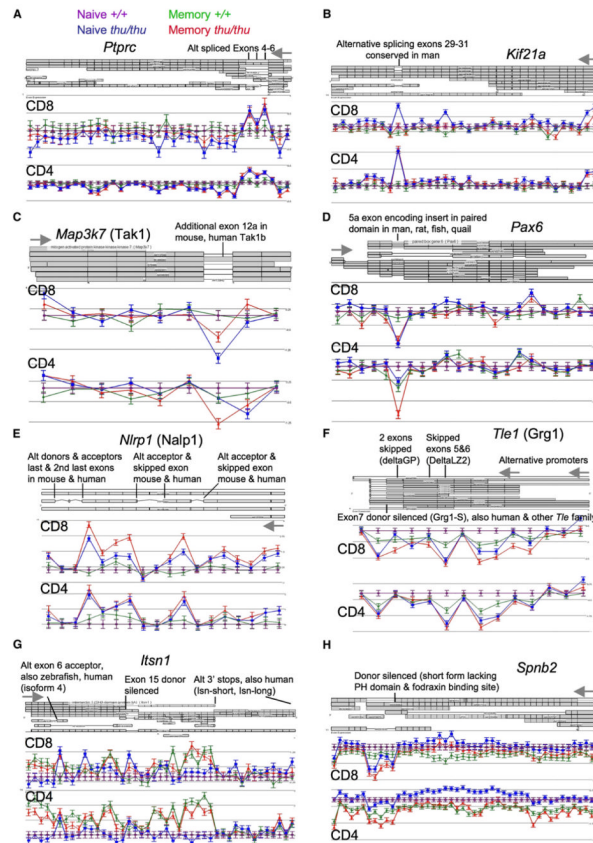 Naive +/+
Memory +/+
Naive thu/thu
Memory thu/thu
A
Ptprc
Alt spliced Exons 4-6
CD8
CD4
B
Alternative splicing exons 29-31
conserved in man
Kif21a
CD8
CD4
C
Map3k7 (Tak1)
Additional exon 12a in
mouse, human Tak1b
CD8
CD4
D
5a exon encoding insert in paired
domain in man, rat, fish, quail
Pax6
CD8
CD4
E
Nlrp1 (Nalp1)
Alt donors & acceptors
last & 2nd last exons
in mouse & human
Alt acceptor &
skipped exon
mouse & human
Alt acceptor &
skipped exon
mouse & human
CD8
CD4
F
Tle1 (Grg1)
2 exons
skipped
(deltaGP)
Skipped
exons 5&6
(DeltaLZ2)
Alternative promoters
Exon7 donor silenced (Grg1-S), also human & other Tle family
CD8
CD4
G
Itsn1
Alt exon 6 acceptor,
also zebrafish, human
(isoform 4)
Exon 15 donor
silenced
Alt 3' stops, also human
(Isn-short, Isn-long)
CD8
CD4
H
Spnb2
Donor silenced (short form lacking
PH domain & fodraxin binding site)
CD8
CD4